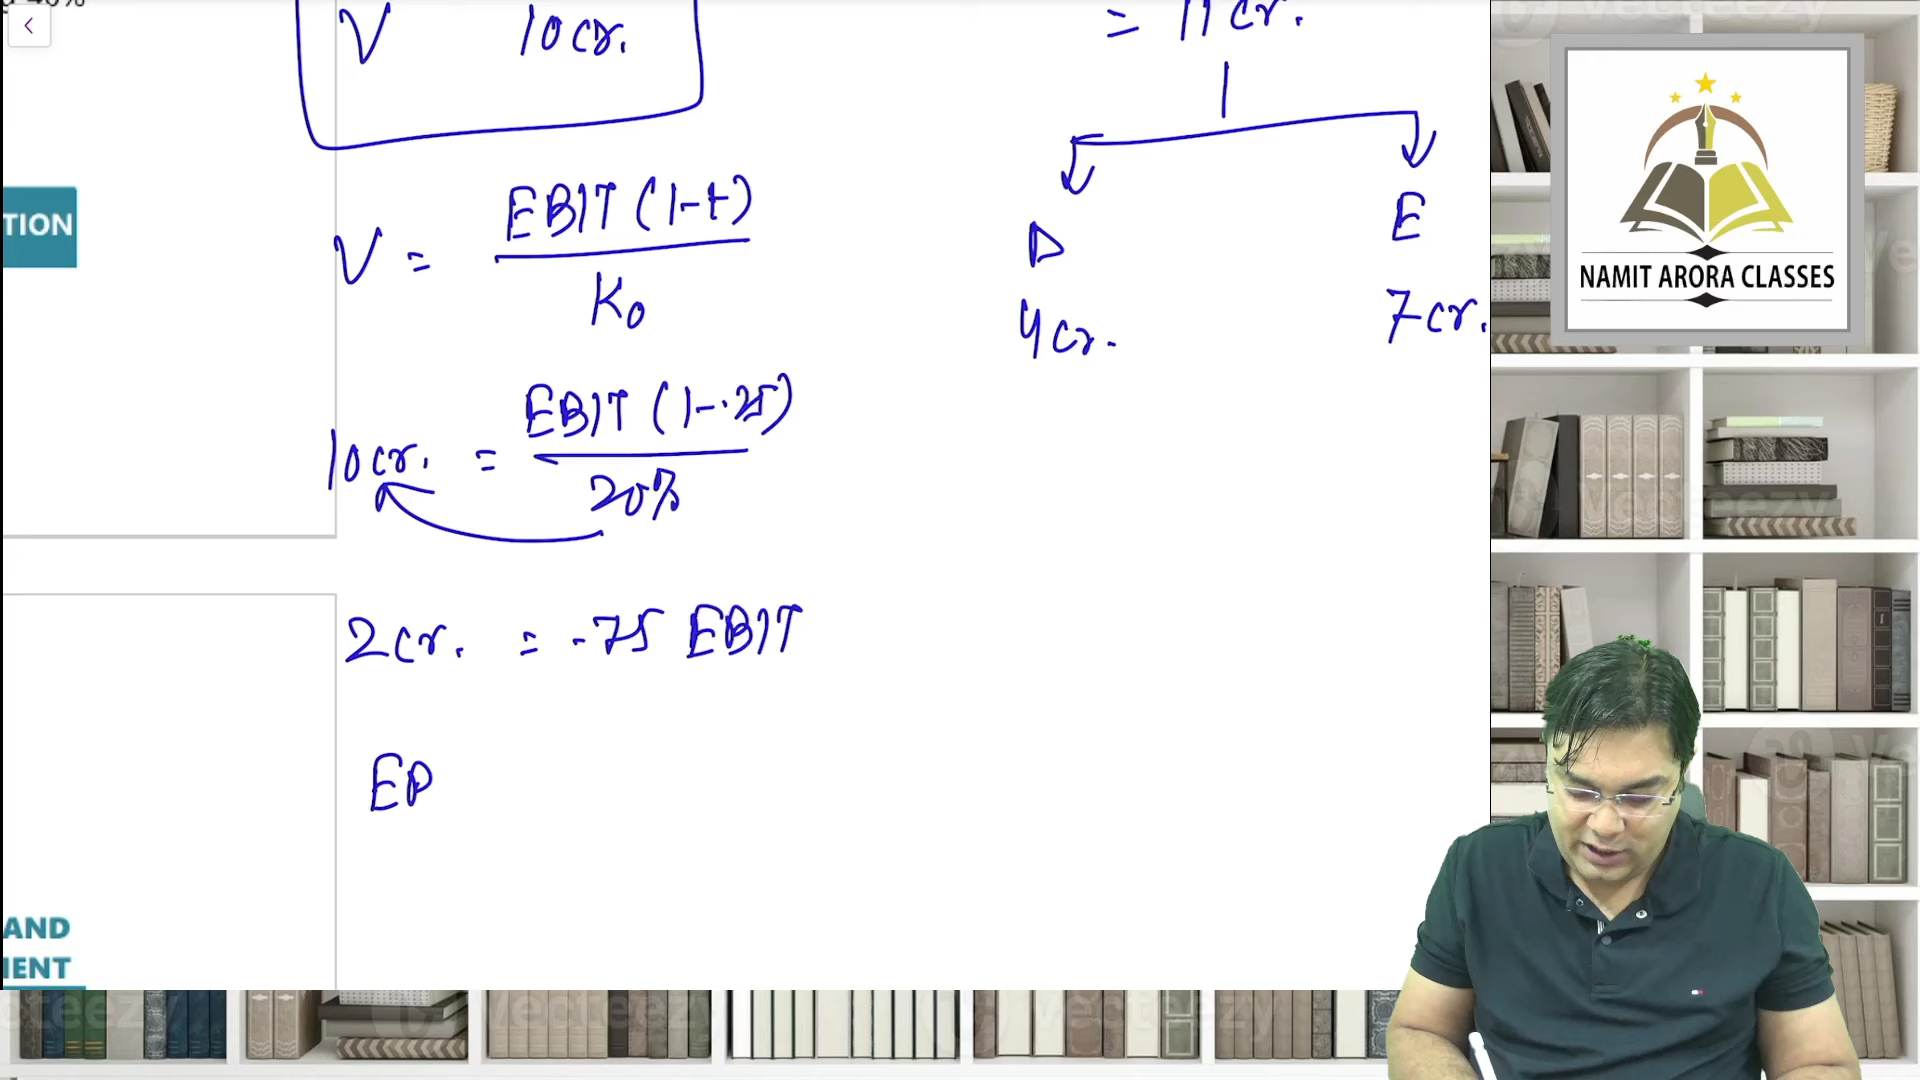 V 10 cr.
= 11 cr.
TION
V = EBIT (1-t)
K0
D E
4 cr. 7 cr.
10 cr. = EBIT (1-.25)
20%
2 cr. = .75 EBIT
EP
AND
MENT
NAMIT ARORA CLASSES